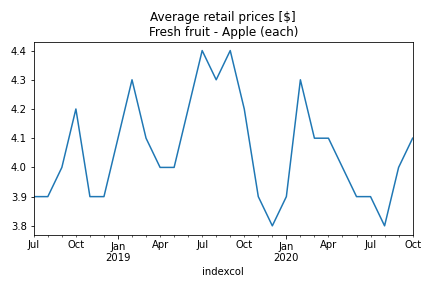 Average retail prices [$]
Fresh fruit - Apple (each)
4.4
4.3
4.2
4.1
4.0
3.9
3.8
Jul Oct Jan Apr Jul Oct Jan Apr Jul Oct
2019 2020
indexcol